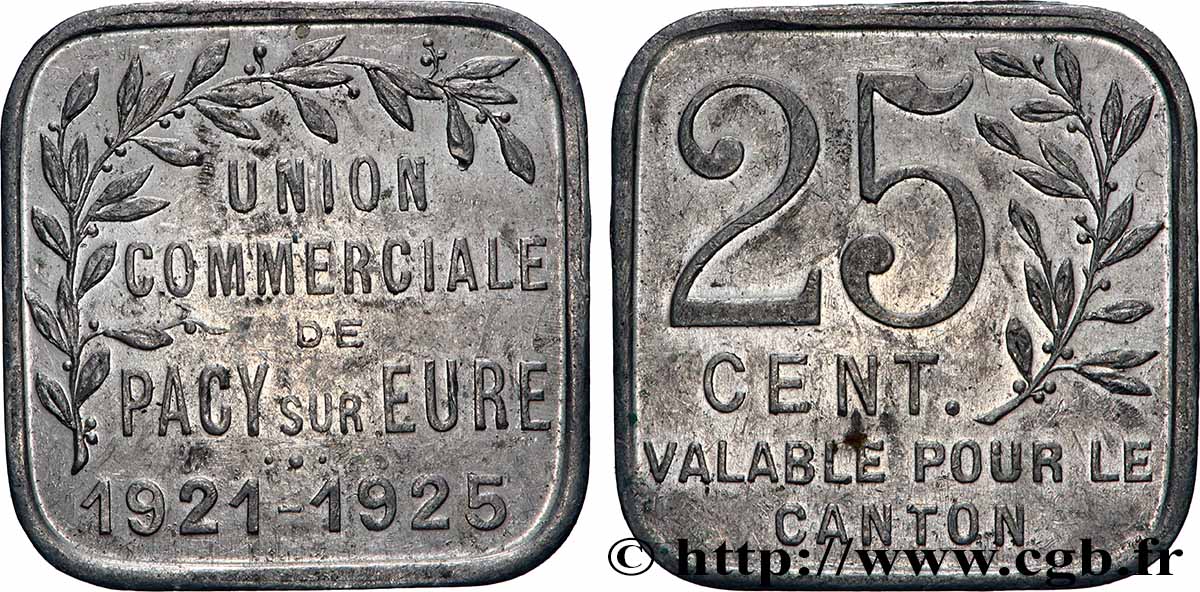 UNION
COMMERCIALE
DE
PACY SUR EURE
1921-1925
25
CENT.
VALABLE POUR LE
CANTON
© http://www.cgb.fr